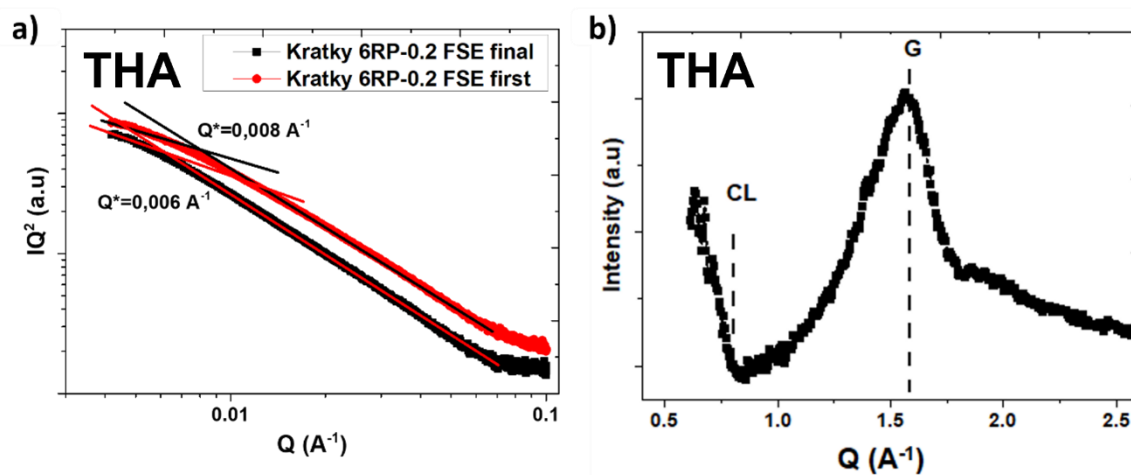 a)
THA
Kratky 6RP-0.2 FSE final
Kratky 6RP-0.2 FSE first
Q*=0,008 A⁻¹
Q*=0,006 A⁻¹
IQ² (a.u)
0.01
0.1
Q (A⁻¹)
b)
THA
G
CL
Intensity (a.u)
0.5
1.0
1.5
2.0
2.5
Q (A⁻¹)